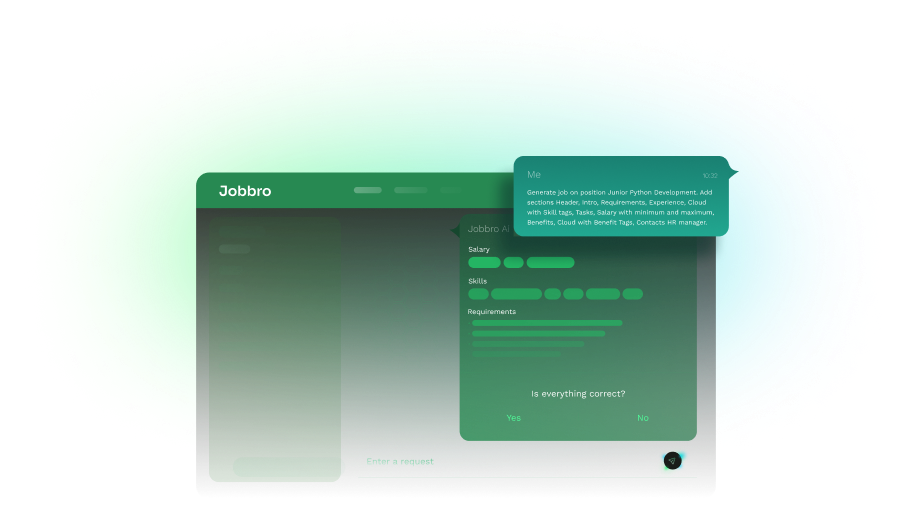 Jobbro
Me
10:32
Generate job on position Junior Python Development. Add
sections Header, Intro, Requirements, Experience, Cloud
with Skill tags, Tasks, Salary with minimum and maximum,
Benefits, Cloud with Benefit Tags, Contacts HR manager.
Jobbro AI
Salary
Skills
Requirements
Is everything correct?
Yes
No
Enter a request